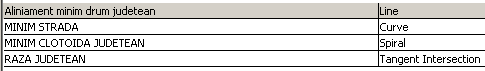 Aliniament minim drum judetean Line
MINIM STRADA Curve
MINIM CLOTOIDA JUDETEAN Spiral
RAZA JUDETEAN Tangent Intersection